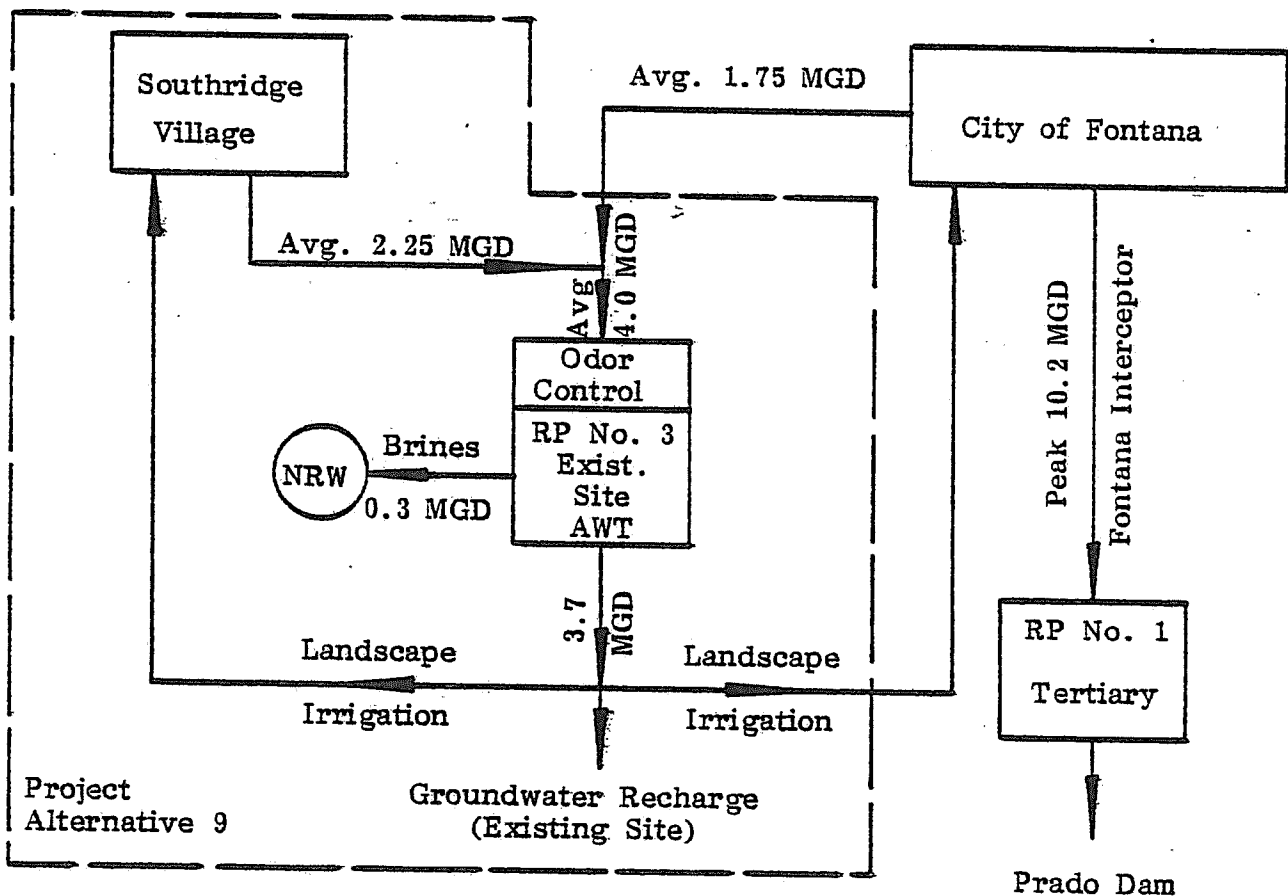 Southridge
Village
Avg. 1.75 MGD
City of Fontana
Avg. 2.25 MGD
Avg
4.0 MGD
Odor
Control
RP No. 3
Exist.
Site
AWT
Brines
NRW
0.3 MGD
Peak 10.2 MGD
Fontana Interceptor
3.7
MGD
Landscape
Irrigation
Landscape
Irrigation
RP No. 1
Tertiary
Project
Alternative 9
Groundwater Recharge
(Existing Site)
Prado Dam